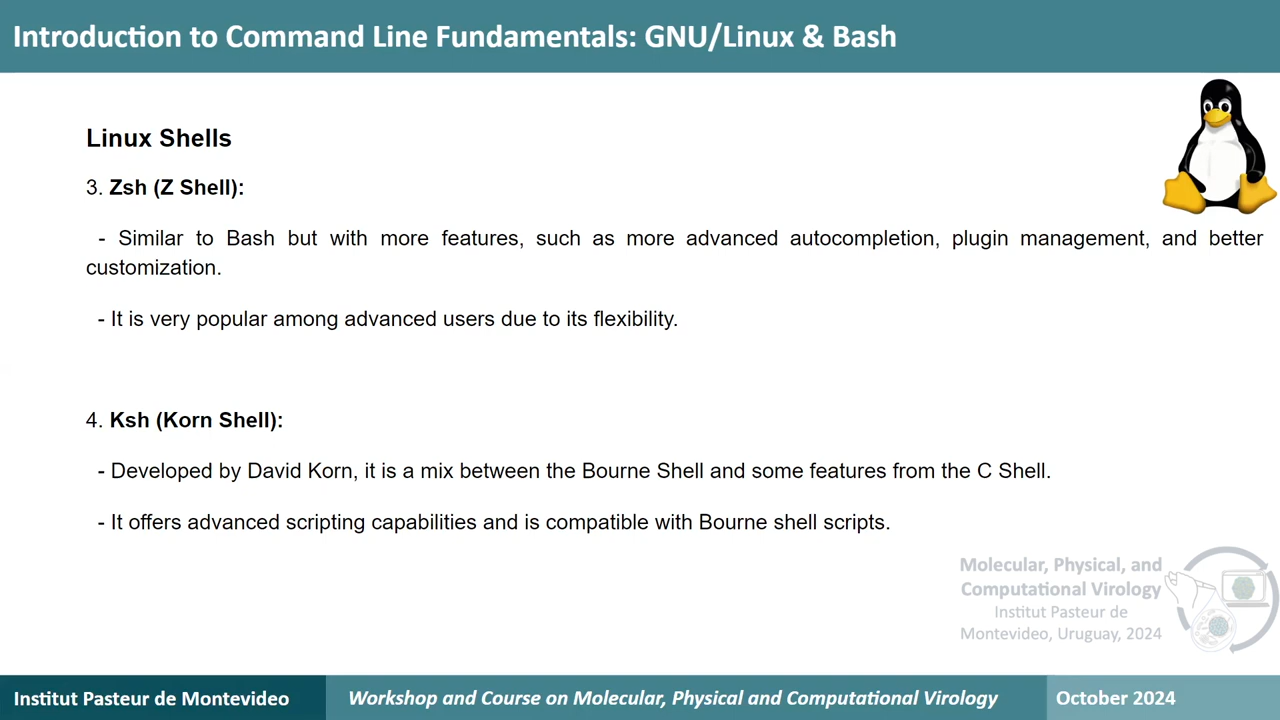 Introduction to Command Line Fundamentals: GNU/Linux & Bash
Linux Shells
3. Zsh (Z Shell):
- Similar to Bash but with more features, such as more advanced autocompletion, plugin management, and better
customization.
- It is very popular among advanced users due to its flexibility.
4. Ksh (Korn Shell):
- Developed by David Korn, it is a mix between the Bourne Shell and some features from the C Shell.
- It offers advanced scripting capabilities and is compatible with Bourne shell scripts.
Molecular, Physical, and
Computational Virology
Institut Pasteur de
Montevideo, Uruguay, 2024
Institut Pasteur de Montevideo
Workshop and Course on Molecular, Physical and Computational Virology
October 2024